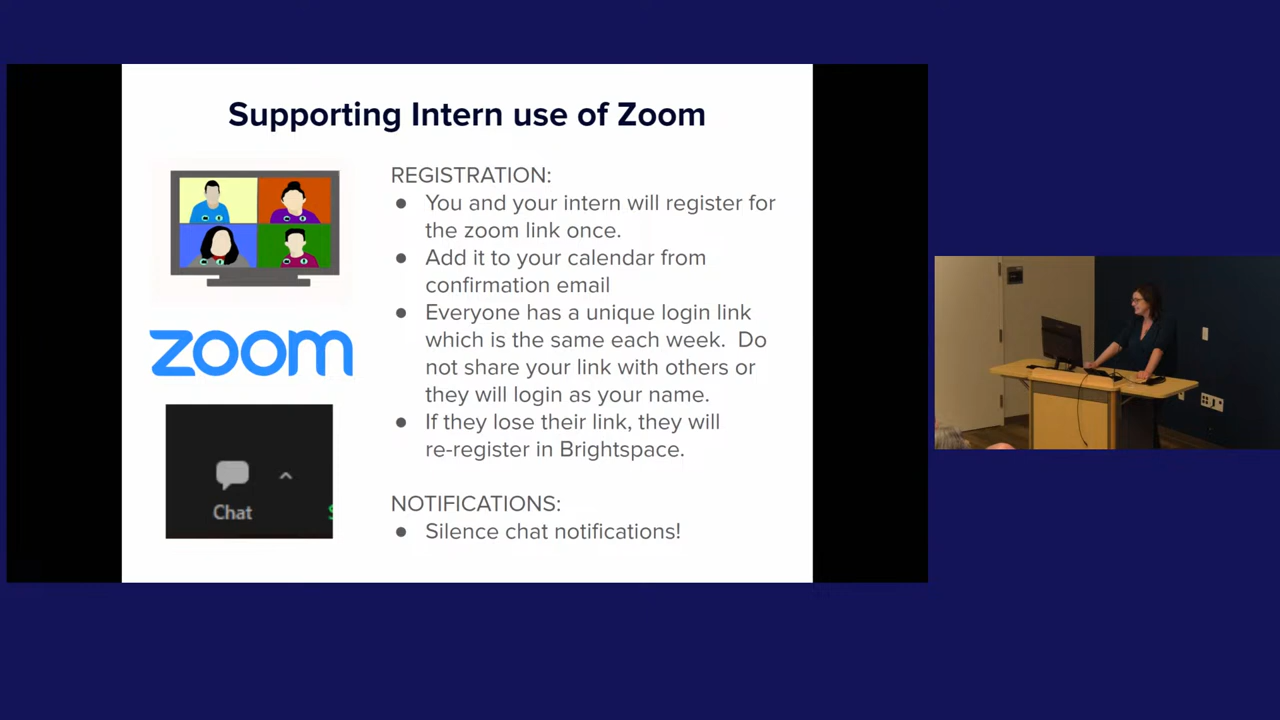 Supporting Intern use of Zoom
REGISTRATION:
● You and your intern will register for
the zoom link once.
● Add it to your calendar from
confirmation email
● Everyone has a unique login link
which is the same each week. Do
not share your link with others or
they will login as your name.
● If they lose their link, they will
re-register in Brightspace.
NOTIFICATIONS:
● Silence chat notifications!
zoom
Chat